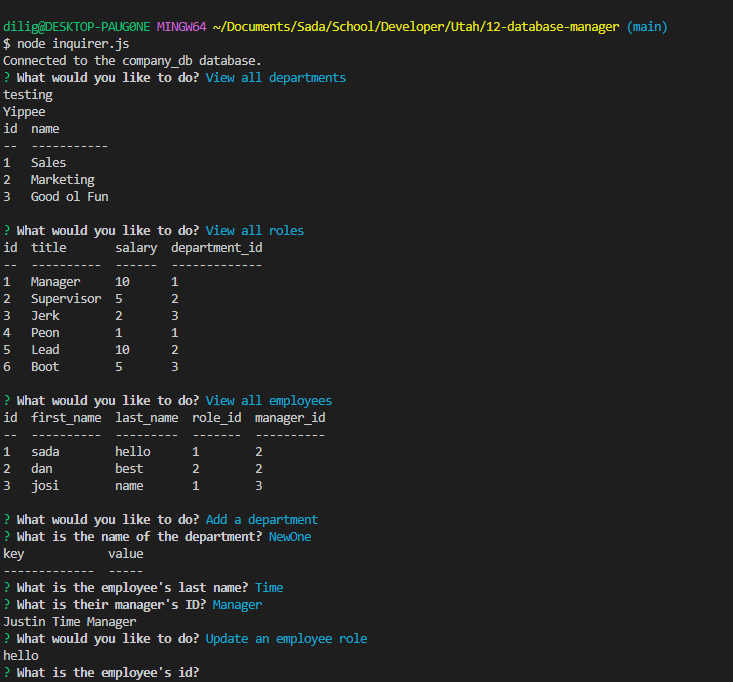 dilig@DESKTOP-PAUG0NE MINGW64 ~/Documents/Sada/School/Developer/Utah/12-database-manager (main)
$ node inquirer.js
Connected to the company_db database.
? What would you like to do? View all departments
testing
Yippee
id  name
--  -----------
1   Sales
2   Marketing
3   Good ol Fun
? What would you like to do? View all roles
id  title       salary  department_id
--  ----------  ------  -------------
1   Manager     10      1
2   Supervisor  5       2
3   Jerk        2       3
4   Peon        1       1
5   Lead        10      2
6   Boot        5       3
? What would you like to do? View all employees
id  first_name  last_name  role_id  manager_id
--  ----------  ---------  -------  ----------
1   sada        hello      1        2
2   dan         best       2        2
3   josi        name       1        3
? What would you like to do? Add a department
? What is the name of the department? NewOne
key            value
-------------  -----
? What is the employee's last name? Time
? What is their manager's ID? Manager
Justin Time Manager
? What would you like to do? Update an employee role
hello
? What is the employee's id?